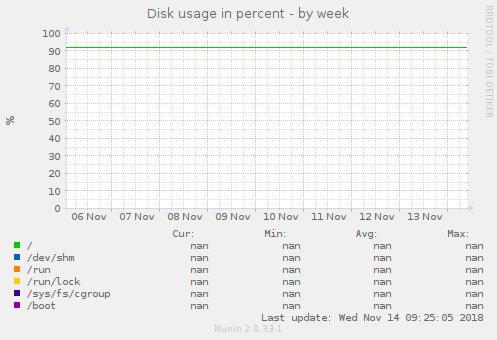 Disk usage in percent - by week
RRDTOOL / TOBI OETIKER
100
90
80
70
60
50
40
30
20
10
0
%
06 Nov 07 Nov 08 Nov 09 Nov 10 Nov 11 Nov 12 Nov 13 Nov
Cur: Min: Avg: Max:
/ nan nan nan nan
/dev/shm nan nan nan nan
/run nan nan nan nan
/run/lock nan nan nan nan
/sys/fs/cgroup nan nan nan nan
/boot nan nan nan nan
Last update: Wed Nov 14 09:25:05 2018
Munin 2.0.33-1